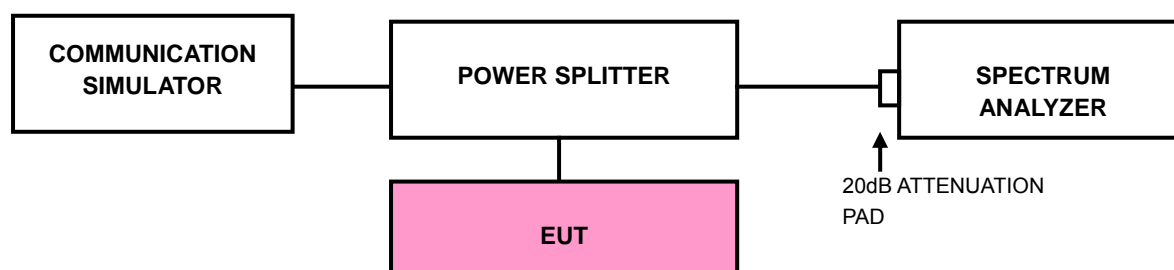 COMMUNICATION
SIMULATOR
POWER SPLITTER
SPECTRUM
ANALYZER
20dB ATTENUATION
PAD
EUT